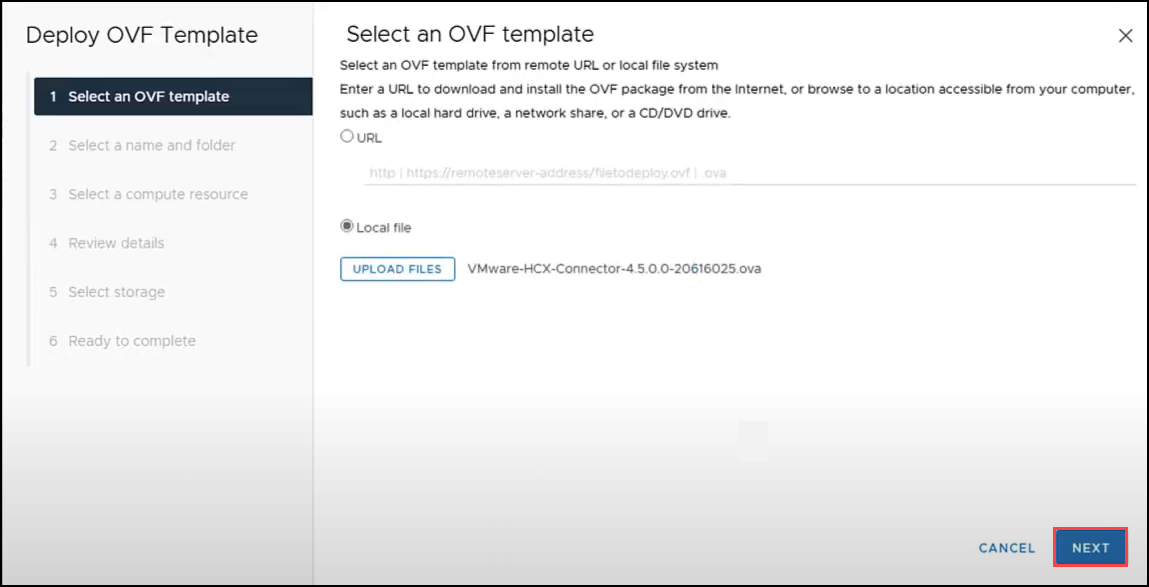 Deploy OVF Template
1 Select an OVF template
2 Select a name and folder
3 Select a compute resource
4 Review details
5 Select storage
6 Ready to complete
Select an OVF template
Select an OVF template from remote URL or local file system
Enter a URL to download and install the OVF package from the Internet, or browse to a location accessible from your computer,
such as a local hard drive, a network share, or a CD/DVD drive.
URL
http | https://remoteserver-address/filetodeploy.ovf | .ova
Local file
UPLOAD FILES VMware-HCX-Connector-4.5.0.0-20616025.ova
CANCEL NEXT